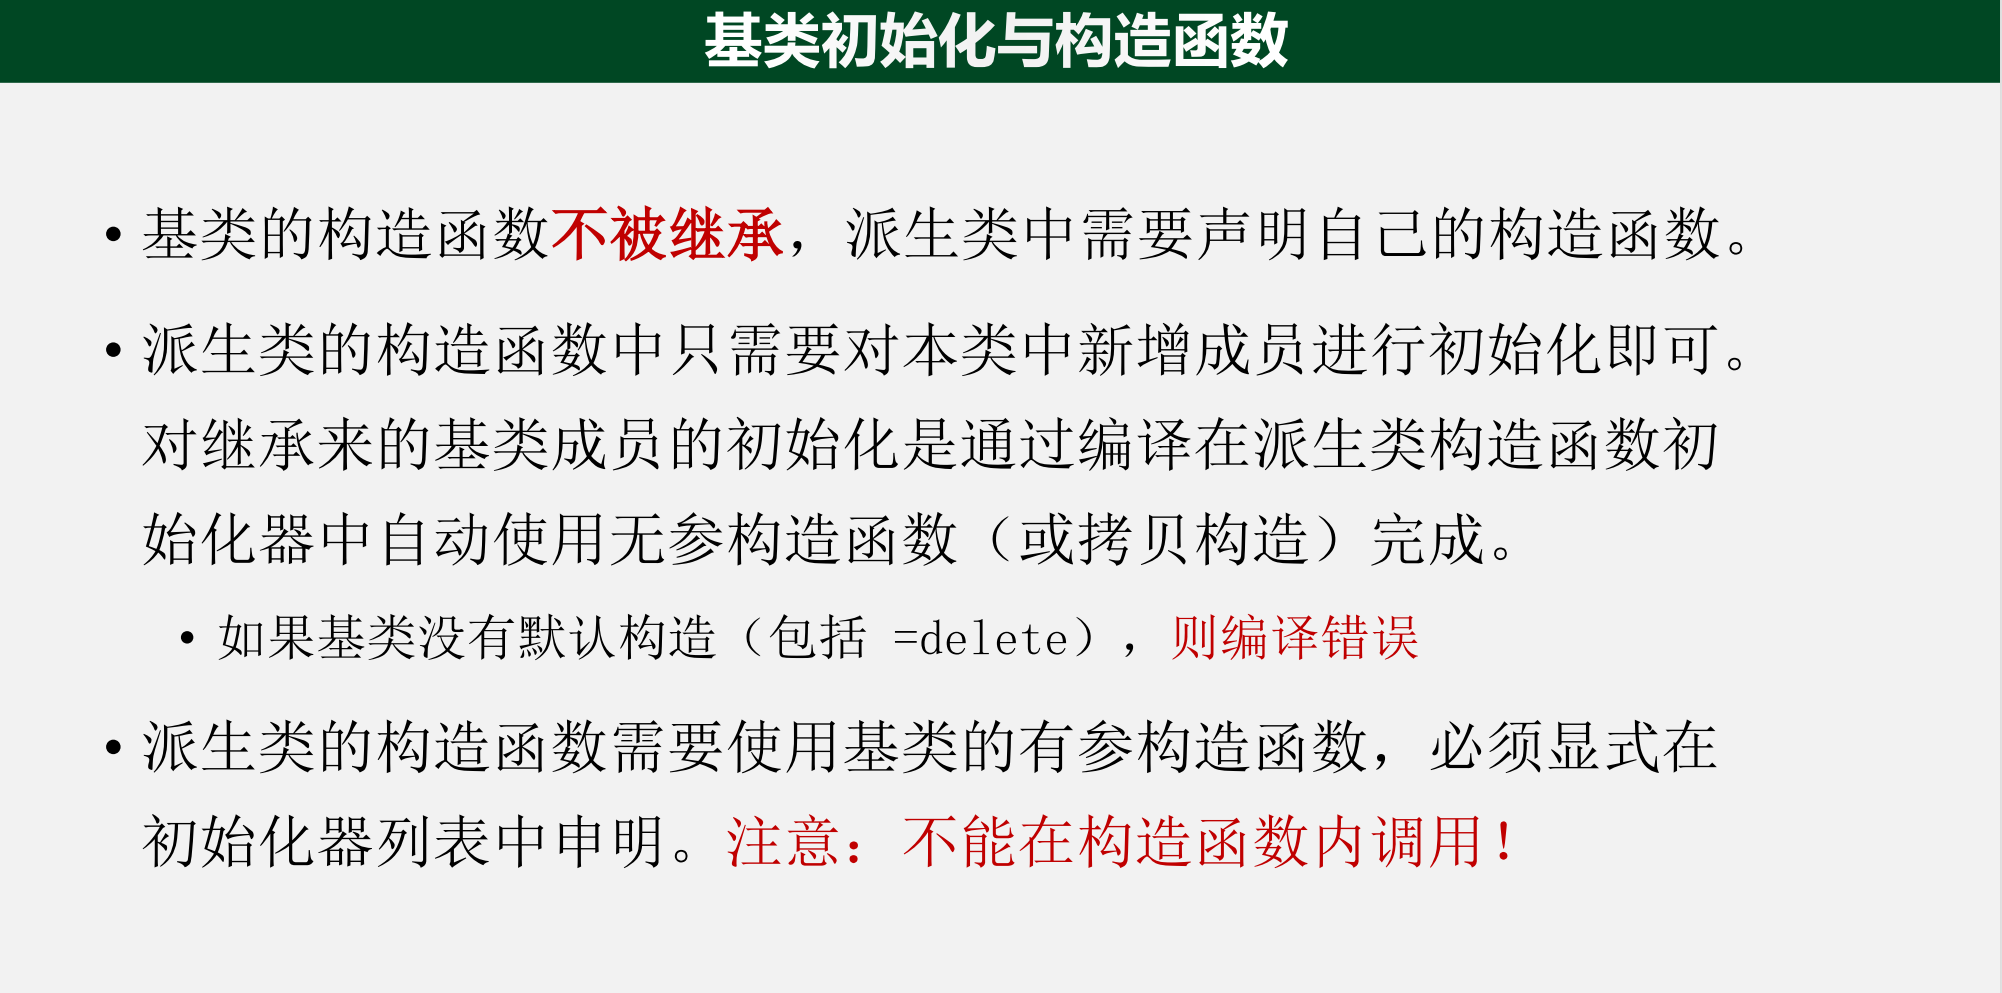 基类初始化与构造函数
• 基类的构造函数不被继承，派生类中需要声明自己的构造函数。
• 派生类的构造函数中只需要对本类中新增成员进行初始化即可。
对继承来的基类成员的初始化是通过编译在派生类构造函数初
始化器中自动使用无参构造函数（或拷贝构造）完成。
• 如果基类没有默认构造（包括 =delete），则编译错误
• 派生类的构造函数需要使用基类的有参构造函数，必须显式在
初始化器列表中申明。注意：不能在构造函数内调用！